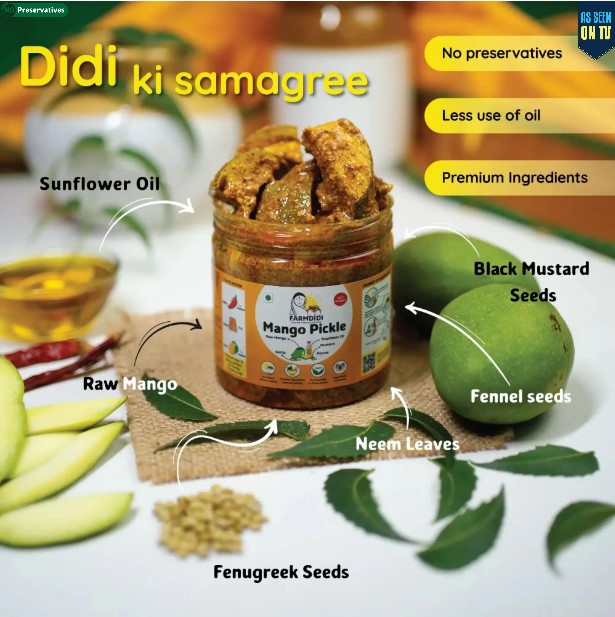 NO Preservatives
AS SEEN
ON TV
Didi ki samagree
No preservatives
Less use of oil
Premium Ingredients
Sunflower Oil
Black Mustard
Seeds
FARMDIDI
Mango Pickle
Raw Mango
Fennel seeds
Neem Leaves
Fenugreek Seeds